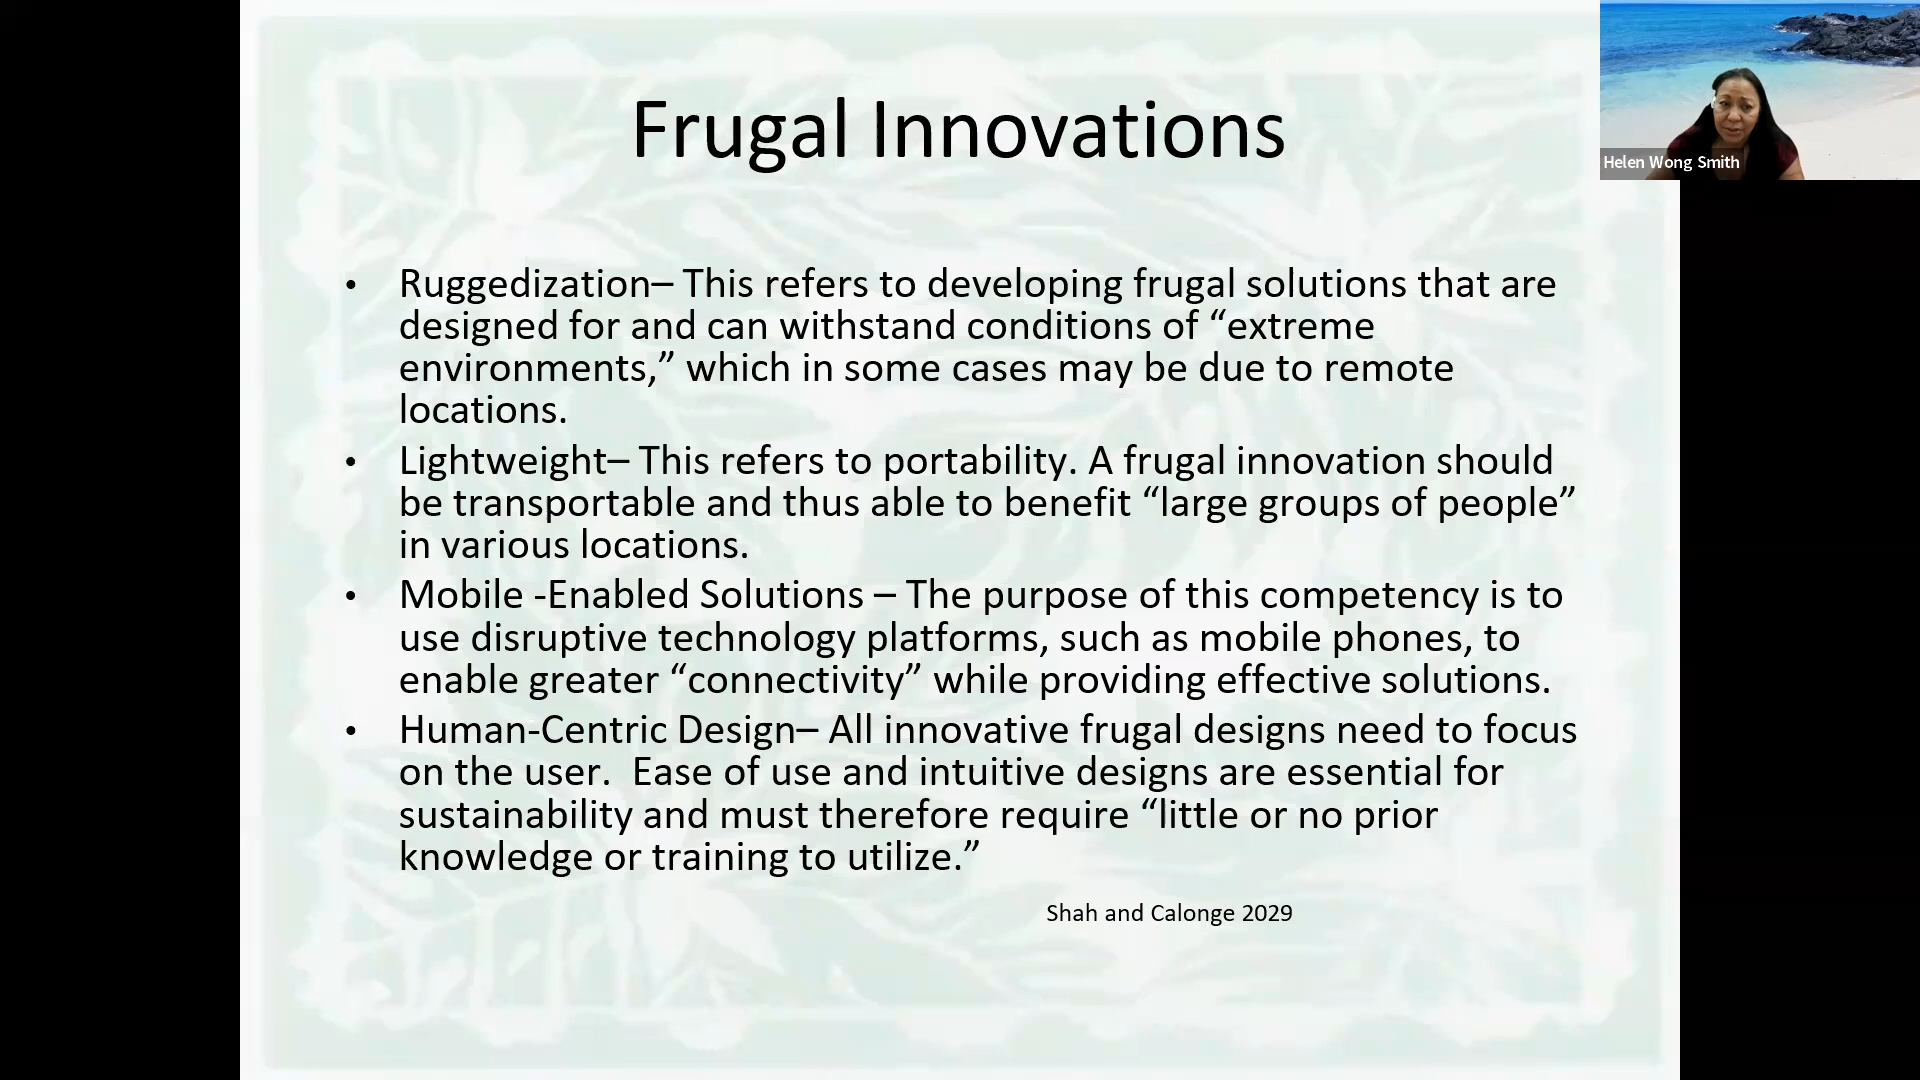 Frugal Innovations
Helen Wong Smith
• Ruggedization– This refers to developing frugal solutions that are
designed for and can withstand conditions of “extreme
environments,” which in some cases may be due to remote
locations.
• Lightweight– This refers to portability. A frugal innovation should
be transportable and thus able to benefit “large groups of people”
in various locations.
• Mobile -Enabled Solutions – The purpose of this competency is to
use disruptive technology platforms, such as mobile phones, to
enable greater “connectivity” while providing effective solutions.
• Human-Centric Design– All innovative frugal designs need to focus
on the user.  Ease of use and intuitive designs are essential for
sustainability and must therefore require “little or no prior
knowledge or training to utilize.”
Shah and Calonge 2029